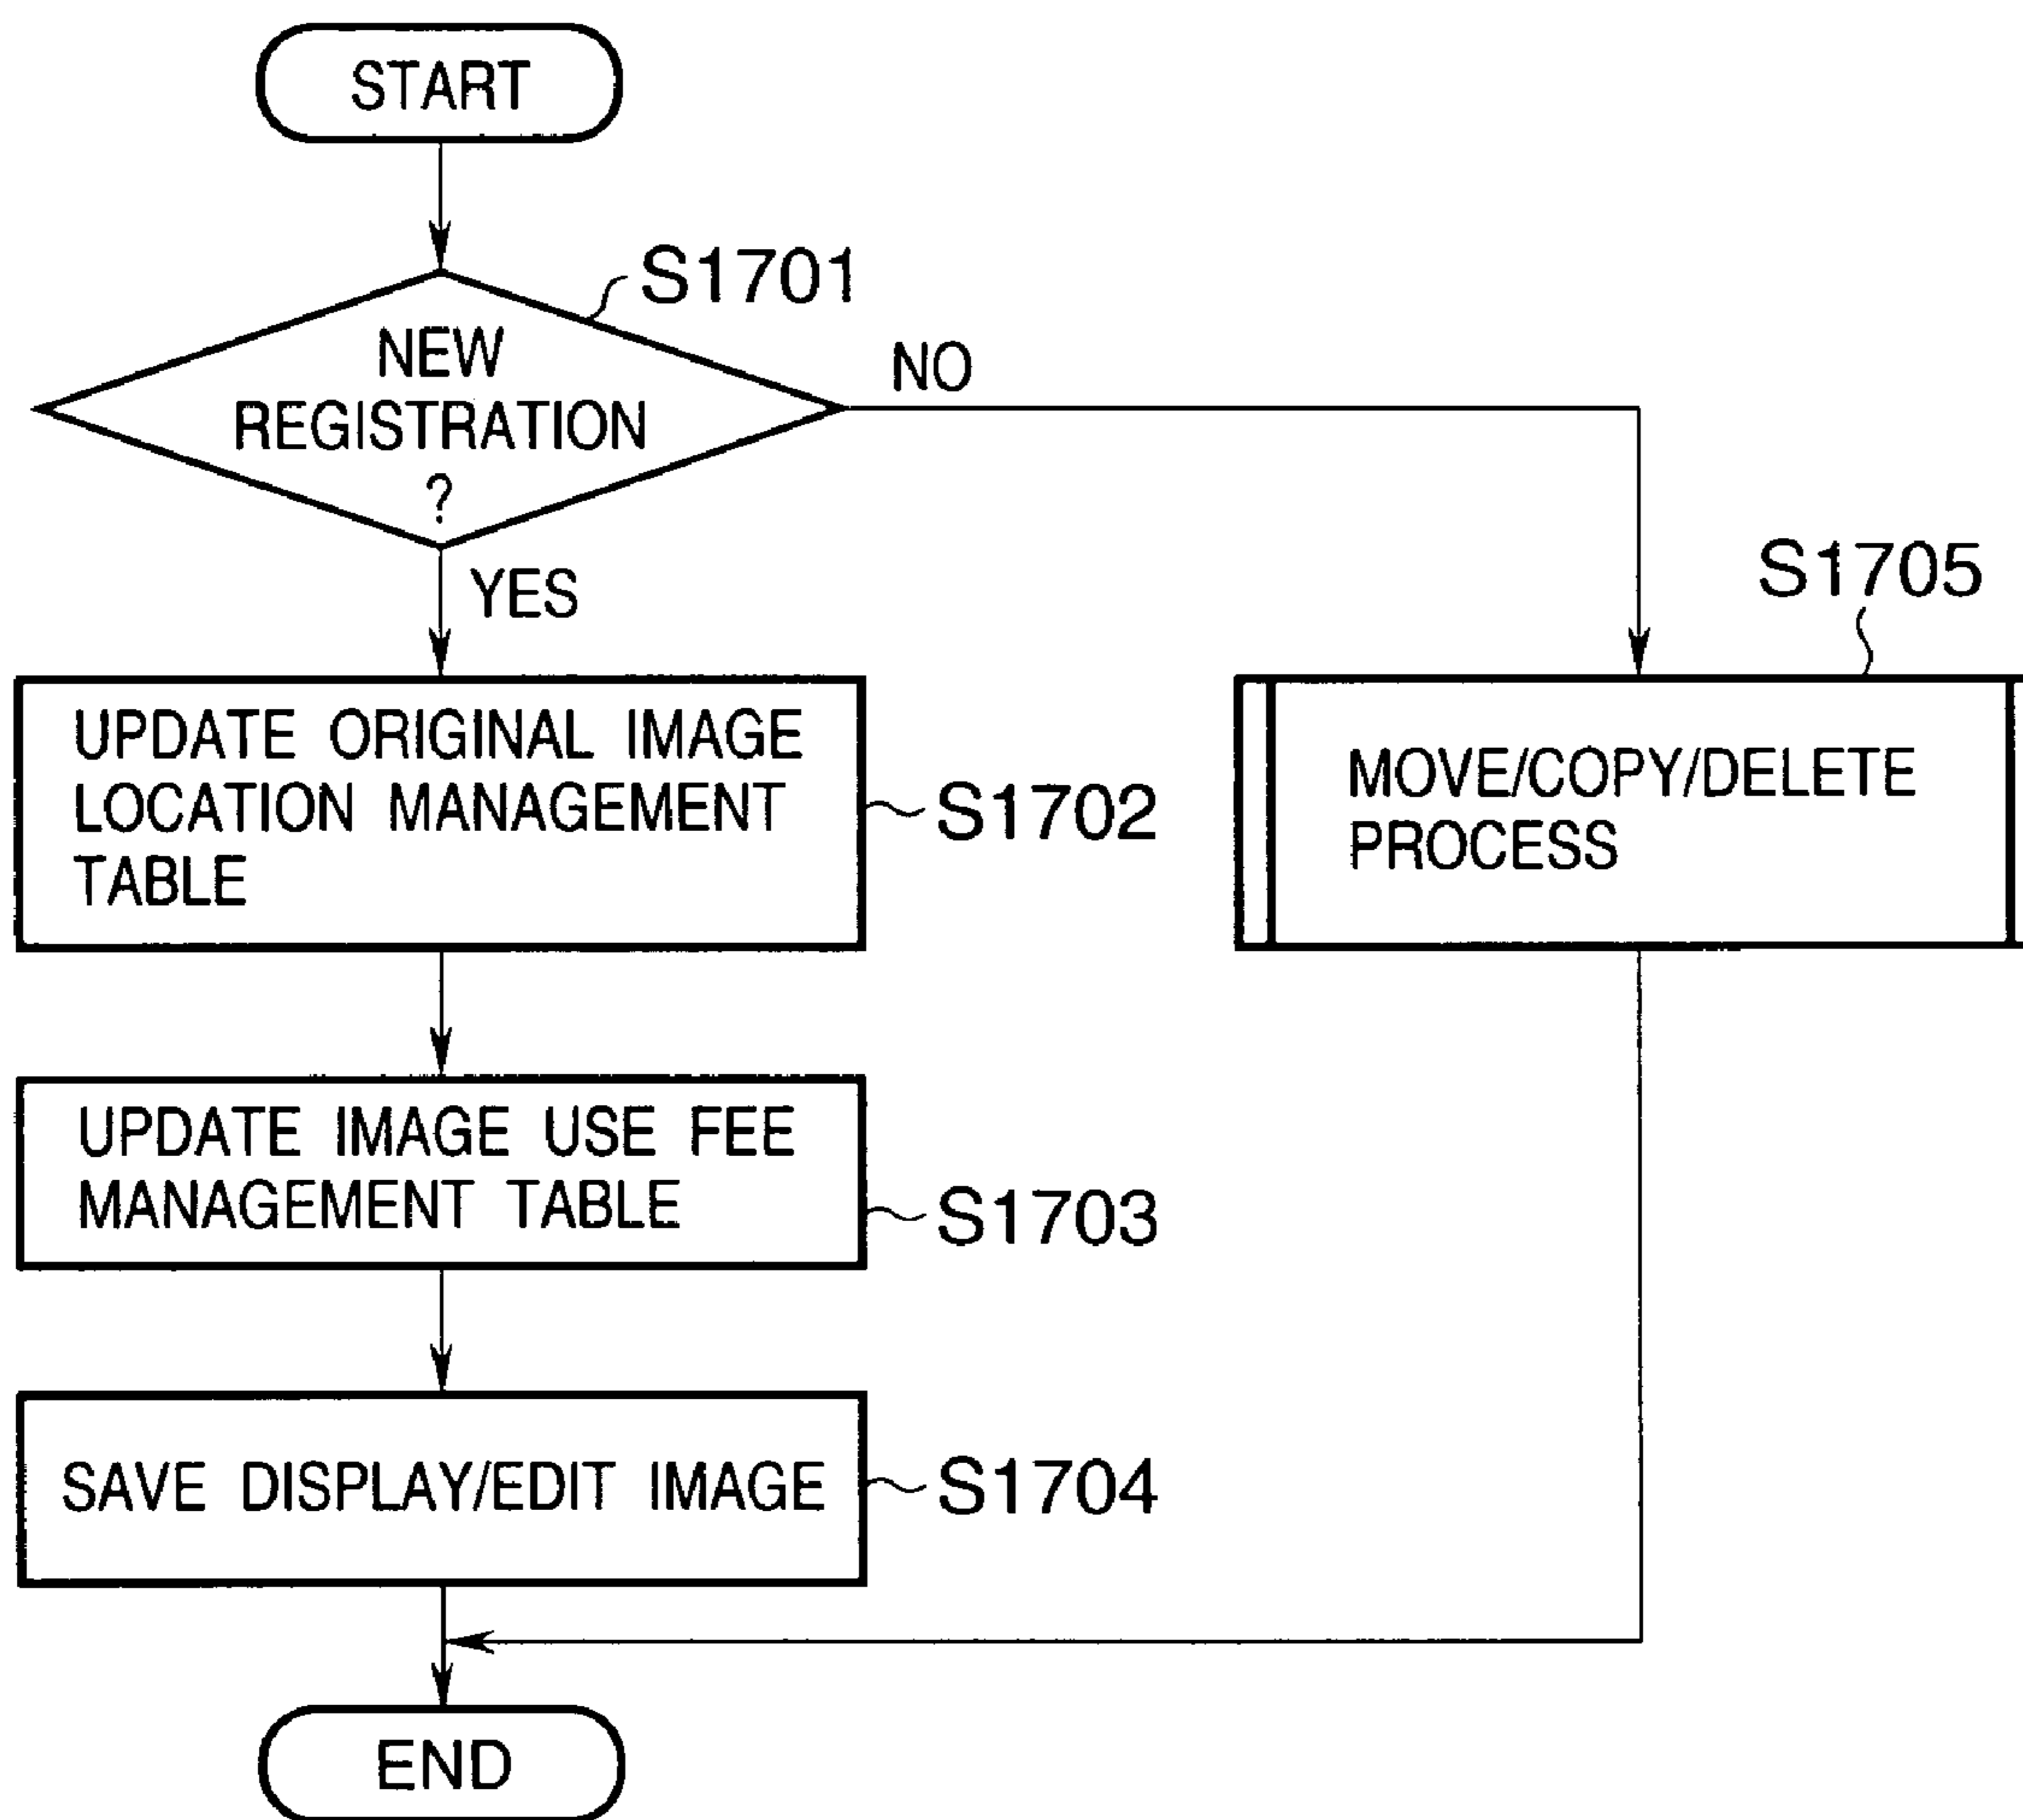 START
S1701
NEW
REGISTRATION
?
NO
YES
S1705
UPDATE ORIGINAL IMAGE
LOCATION MANAGEMENT
TABLE
S1702
MOVE/COPY/DELETE
PROCESS
UPDATE IMAGE USE FEE
MANAGEMENT TABLE
S1703
SAVE DISPLAY/EDIT IMAGE
S1704
END